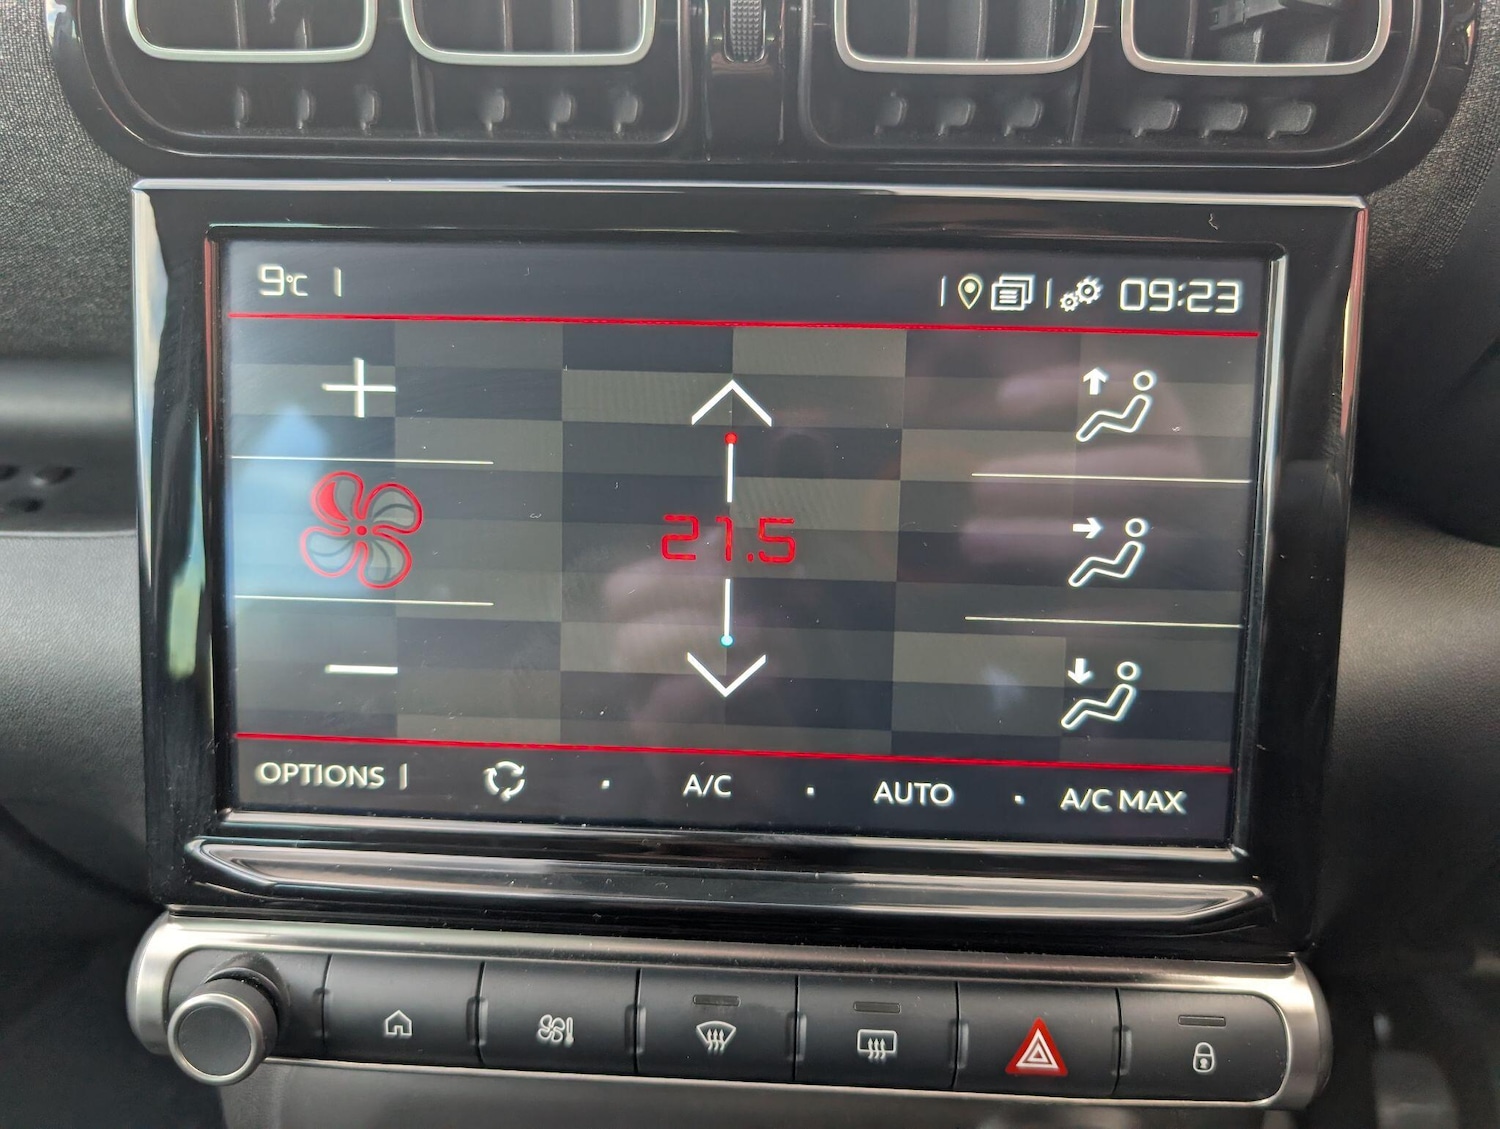 9°C
09:23
21.5
OPTIONS
A/C
AUTO
A/C MAX